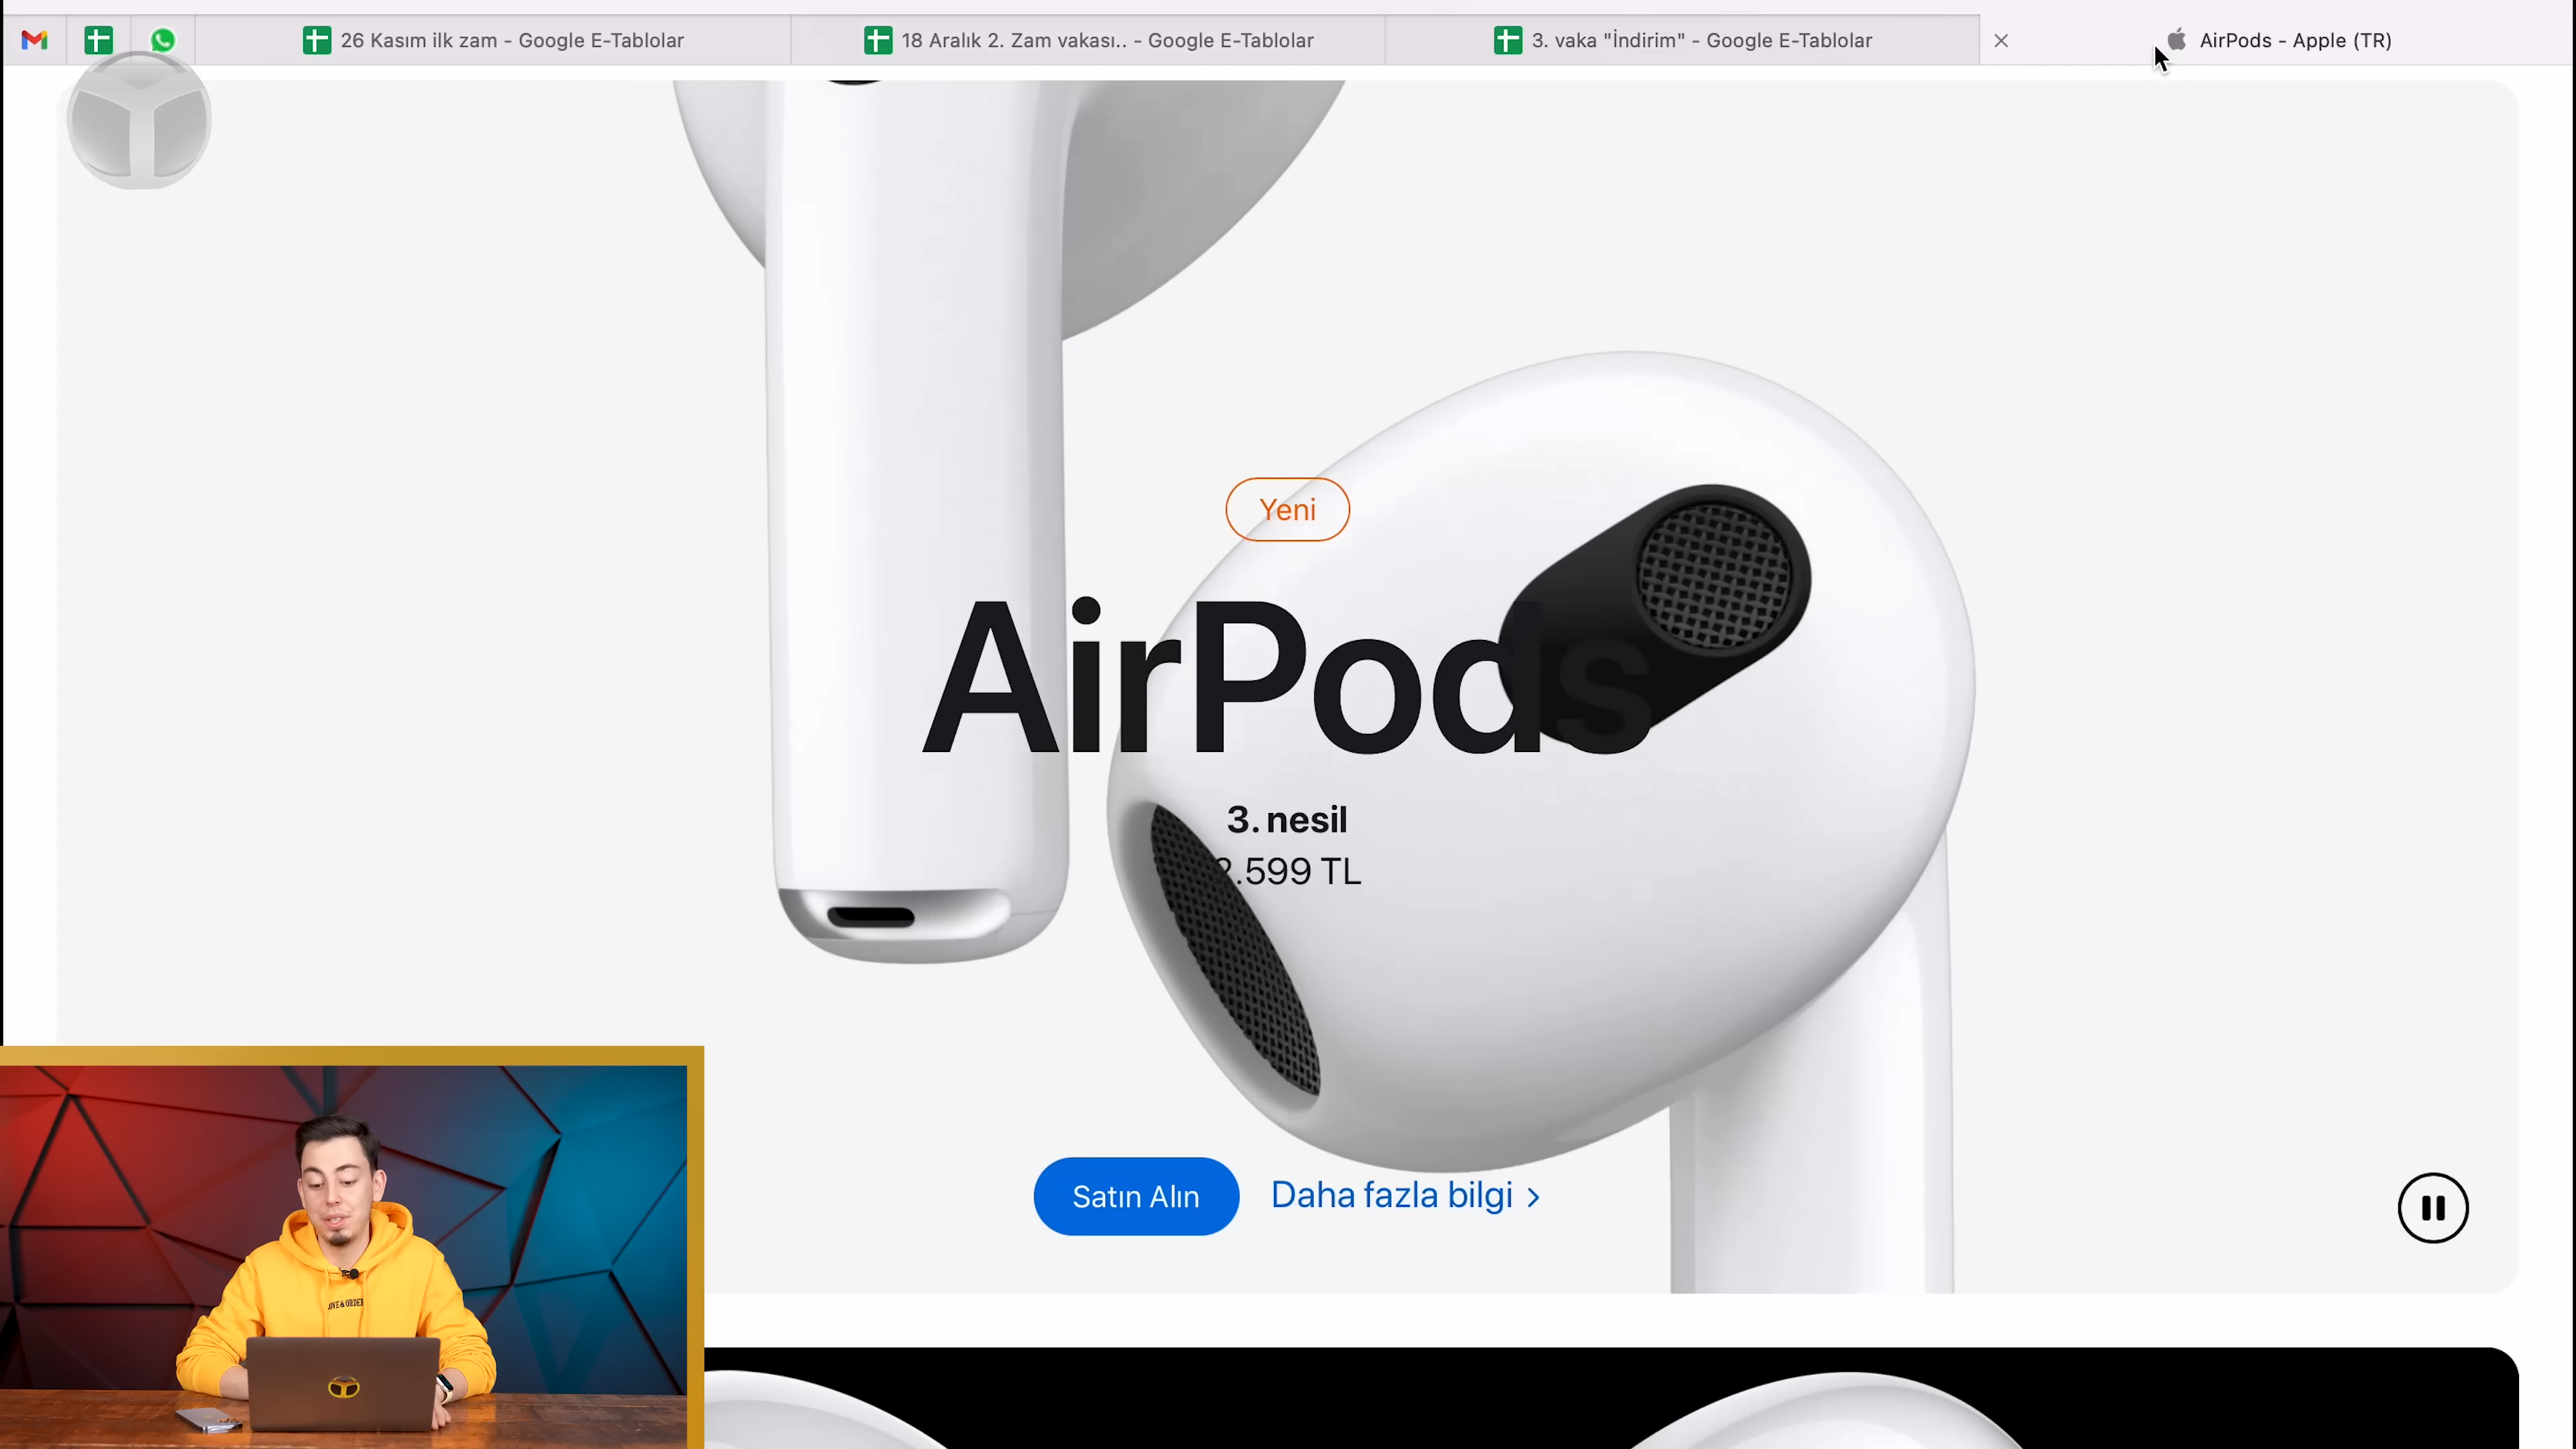 26 Kasım ilk zam - Google E-Tablolar
18 Aralık 2. Zam vakası.. - Google E-Tablolar
3. vaka "İndirim" - Google E-Tablolar
AirPods - Apple (TR)
Yeni
AirPods
3. nesil
2.599 TL
Satın Alın
Daha fazla bilgi >